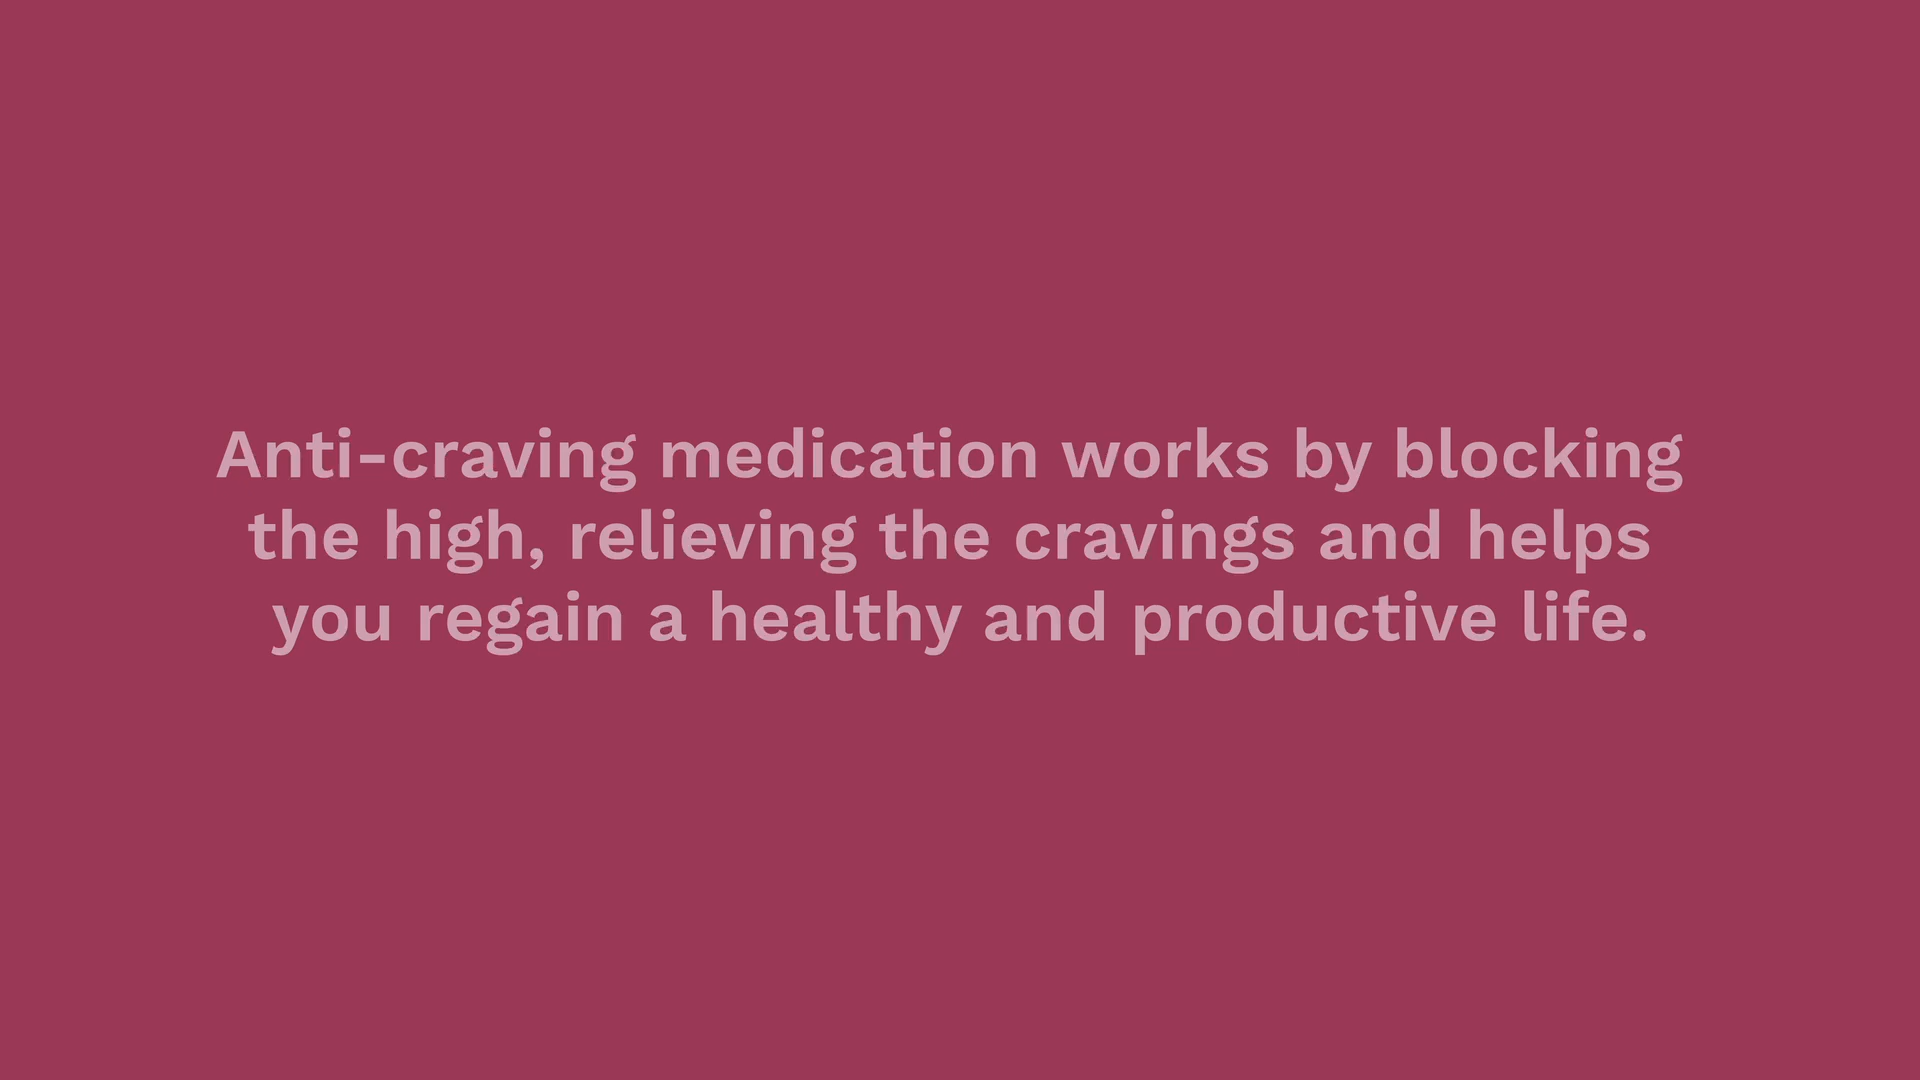 Anti-craving medication works by blocking
the high, relieving the cravings and helps
you regain a healthy and productive life.